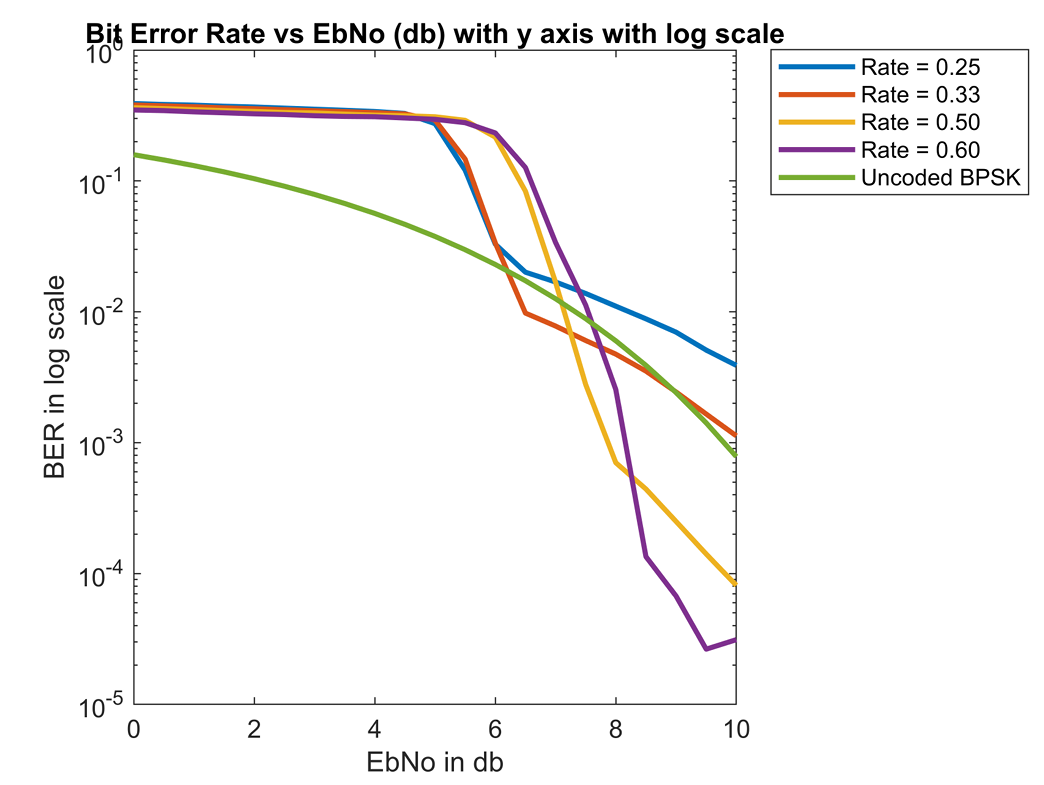 Bit Error Rate vs EbNo (db) with y axis with log scale
10^0
10^-1
10^-2
10^-3
10^-4
10^-5
BER in log scale
0 2 4 6 8 10
EbNo in db
Rate = 0.25
Rate = 0.33
Rate = 0.50
Rate = 0.60
Uncoded BPSK